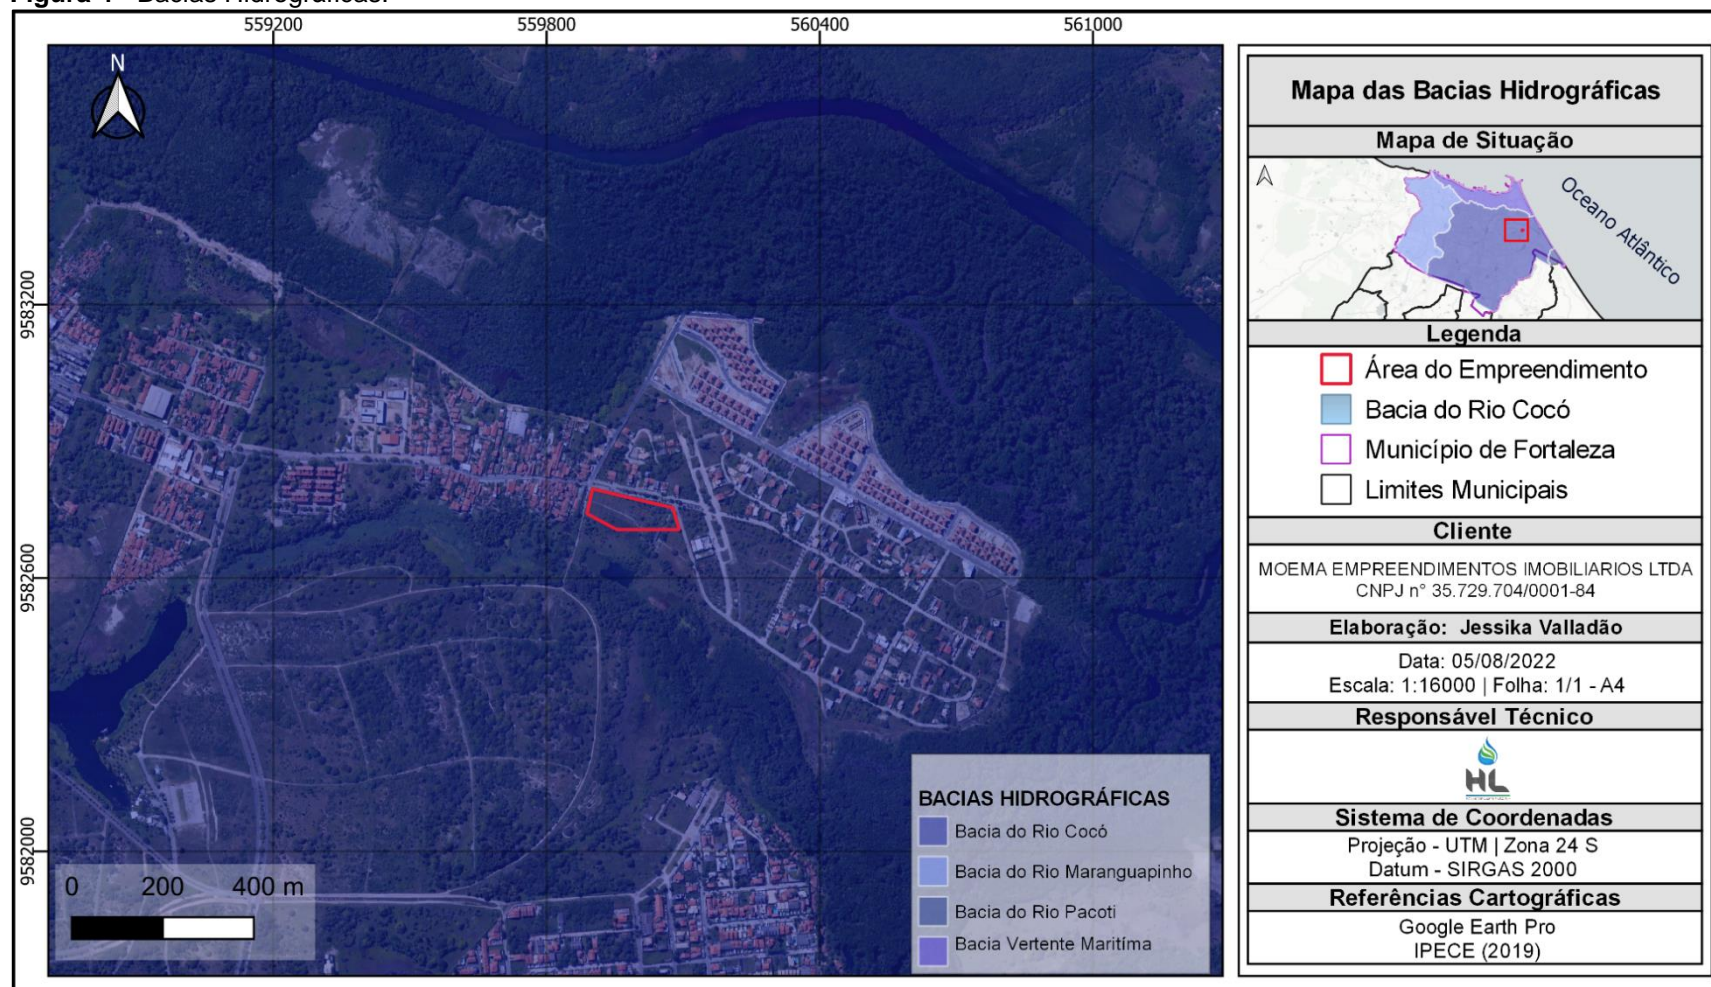 Bacias Hidrográficas.
559200
559800
560400
561000
9583200
9582600
9582000
N
0 200 400 m
BACIAS HIDROGRÁFICAS
Bacia do Rio Cocó
Bacia do Rio Maranguapinho
Bacia do Rio Pacoti
Bacia Vertente Maritíma
Mapa das Bacias Hidrográficas
Mapa de Situação
Oceano Atlântico
Legenda
Área do Empreendimento
Bacia do Rio Cocó
Município de Fortaleza
Limites Municipais
Cliente
MOEMA EMPREENDIMENTOS IMOBILIARIOS LTDA
CNPJ n° 35.729.704/0001-84
Elaboração: Jessika Valladão
Data: 05/08/2022
Escala: 1:16000 | Folha: 1/1 - A4
Responsável Técnico
HL
Sistema de Coordenadas
Projeção - UTM | Zona 24 S
Datum - SIRGAS 2000
Referências Cartográficas
Google Earth Pro
IPECE (2019)